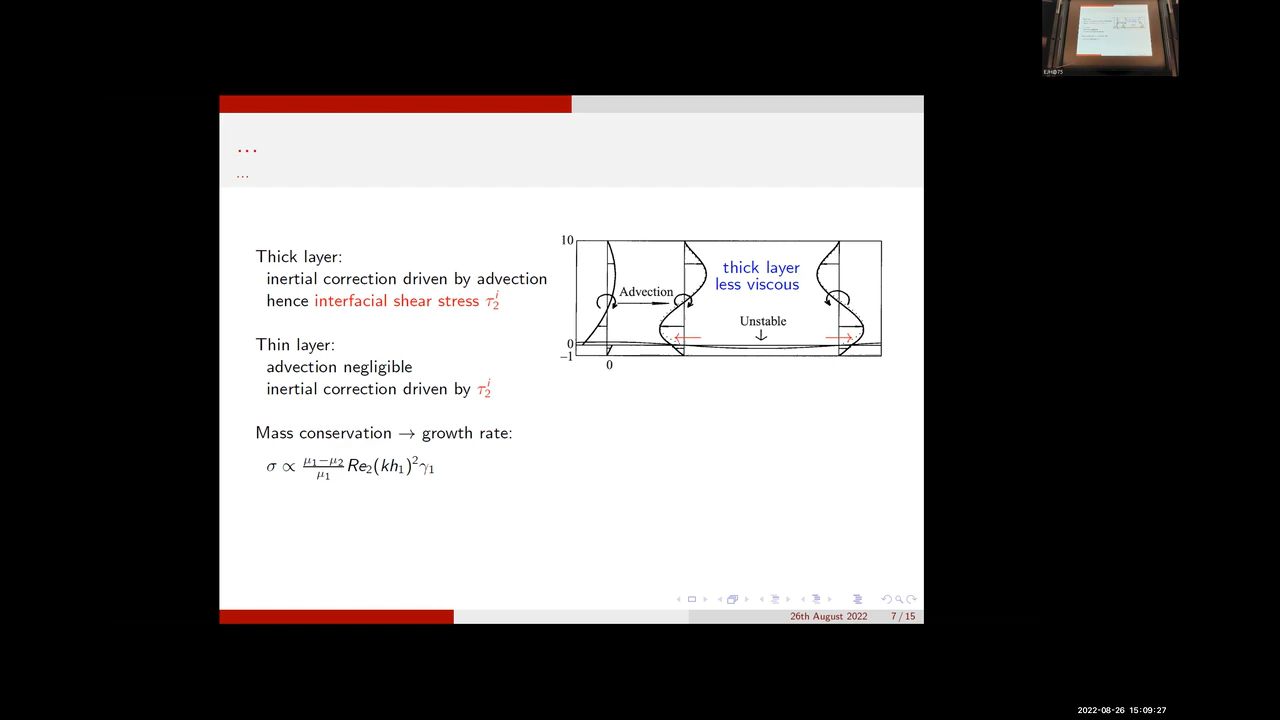 EJH@75
...
...
Thick layer:
inertial correction driven by advection
hence interfacial shear stress τ₂ⁱ
Thin layer:
advection negligible
inertial correction driven by τ₂ⁱ
Mass conservation → growth rate:
σ ∝ (μ₁−μ₂)/μ₁ Re₂(kh₁)²γ₁
10
thick layer
less viscous
Advection
Unstable
0
−1
0
26th August 2022 7 / 15
2022-08-26 15:09:27